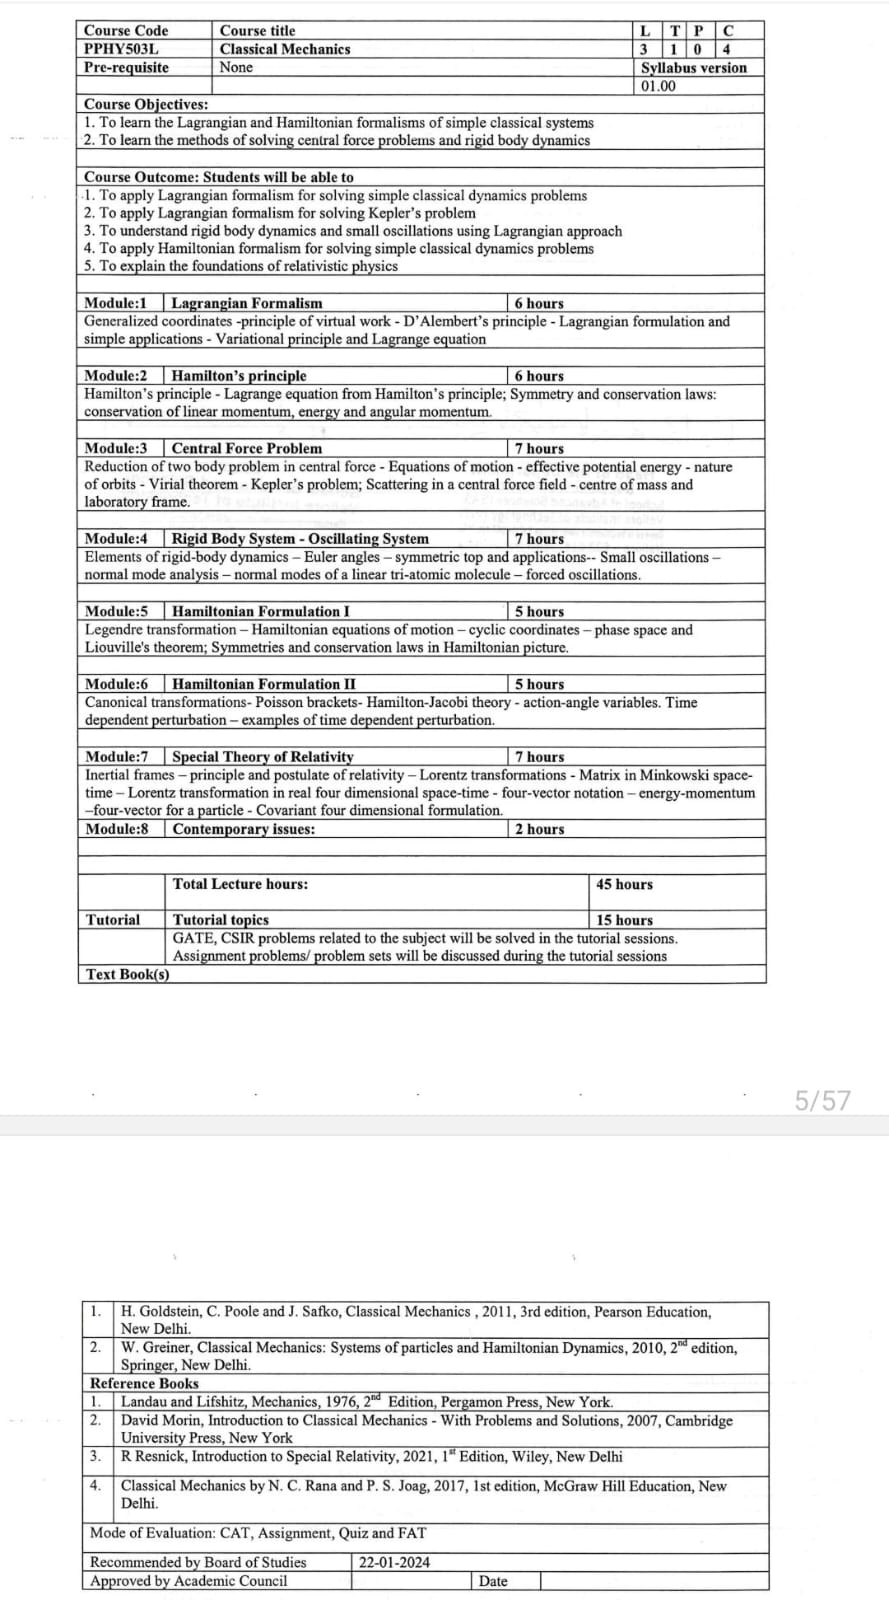 Course Code Course title L T P C
PPHY503L Classical Mechanics 3 1 0 4
Pre-requisite None Syllabus version
01.00
Course Objectives:
1. To learn the Lagrangian and Hamiltonian formalisms of simple classical systems
2. To learn the methods of solving central force problems and rigid body dynamics
Course Outcome: Students will be able to
1. To apply Lagrangian formalism for solving simple classical dynamics problems
2. To apply Lagrangian formalism for solving Kepler's problem
3. To understand rigid body dynamics and small oscillations using Lagrangian approach
4. To apply Hamiltonian formalism for solving simple classical dynamics problems
5. To explain the foundations of relativistic physics
Module:1 Lagrangian Formalism 6 hours
Generalized coordinates -principle of virtual work - D'Alembert's principle - Lagrangian formulation and
simple applications - Variational principle and Lagrange equation
Module:2 Hamilton's principle 6 hours
Hamilton's principle - Lagrange equation from Hamilton's principle; Symmetry and conservation laws:
conservation of linear momentum, energy and angular momentum.
Module:3 Central Force Problem 7 hours
Reduction of two body problem in central force - Equations of motion - effective potential energy - nature
of orbits - Virial theorem - Kepler's problem; Scattering in a central force field - centre of mass and
laboratory frame.
Module:4 Rigid Body System - Oscillating System 7 hours
Elements of rigid-body dynamics – Euler angles – symmetric top and applications-- Small oscillations –
normal mode analysis – normal modes of a linear tri-atomic molecule – forced oscillations.
Module:5 Hamiltonian Formulation I 5 hours
Legendre transformation – Hamiltonian equations of motion – cyclic coordinates – phase space and
Liouville's theorem; Symmetries and conservation laws in Hamiltonian picture.
Module:6 Hamiltonian Formulation II 5 hours
Canonical transformations- Poisson brackets- Hamilton-Jacobi theory - action-angle variables. Time
dependent perturbation – examples of time dependent perturbation.
Module:7 Special Theory of Relativity 7 hours
Inertial frames – principle and postulate of relativity – Lorentz transformations - Matrix in Minkowski space-
time – Lorentz transformation in real four dimensional space-time - four-vector notation – energy-momentum
–four-vector for a particle - Covariant four dimensional formulation.
Module:8 Contemporary issues: 2 hours
Total Lecture hours: 45 hours
Tutorial Tutorial topics 15 hours
GATE, CSIR problems related to the subject will be solved in the tutorial sessions.
Assignment problems/ problem sets will be discussed during the tutorial sessions
Text Book(s)
5/57
1. H. Goldstein, C. Poole and J. Safko, Classical Mechanics , 2011, 3rd edition, Pearson Education,
New Delhi.
2. W. Greiner, Classical Mechanics: Systems of particles and Hamiltonian Dynamics, 2010, 2nd edition,
Springer, New Delhi.
Reference Books
1. Landau and Lifshitz, Mechanics, 1976, 2nd Edition, Pergamon Press, New York.
2. David Morin, Introduction to Classical Mechanics - With Problems and Solutions, 2007, Cambridge
University Press, New York
3. R Resnick, Introduction to Special Relativity, 2021, 1st Edition, Wiley, New Delhi
4. Classical Mechanics by N. C. Rana and P. S. Joag, 2017, 1st edition, McGraw Hill Education, New
Delhi.
Mode of Evaluation: CAT, Assignment, Quiz and FAT
Recommended by Board of Studies 22-01-2024
Approved by Academic Council Date